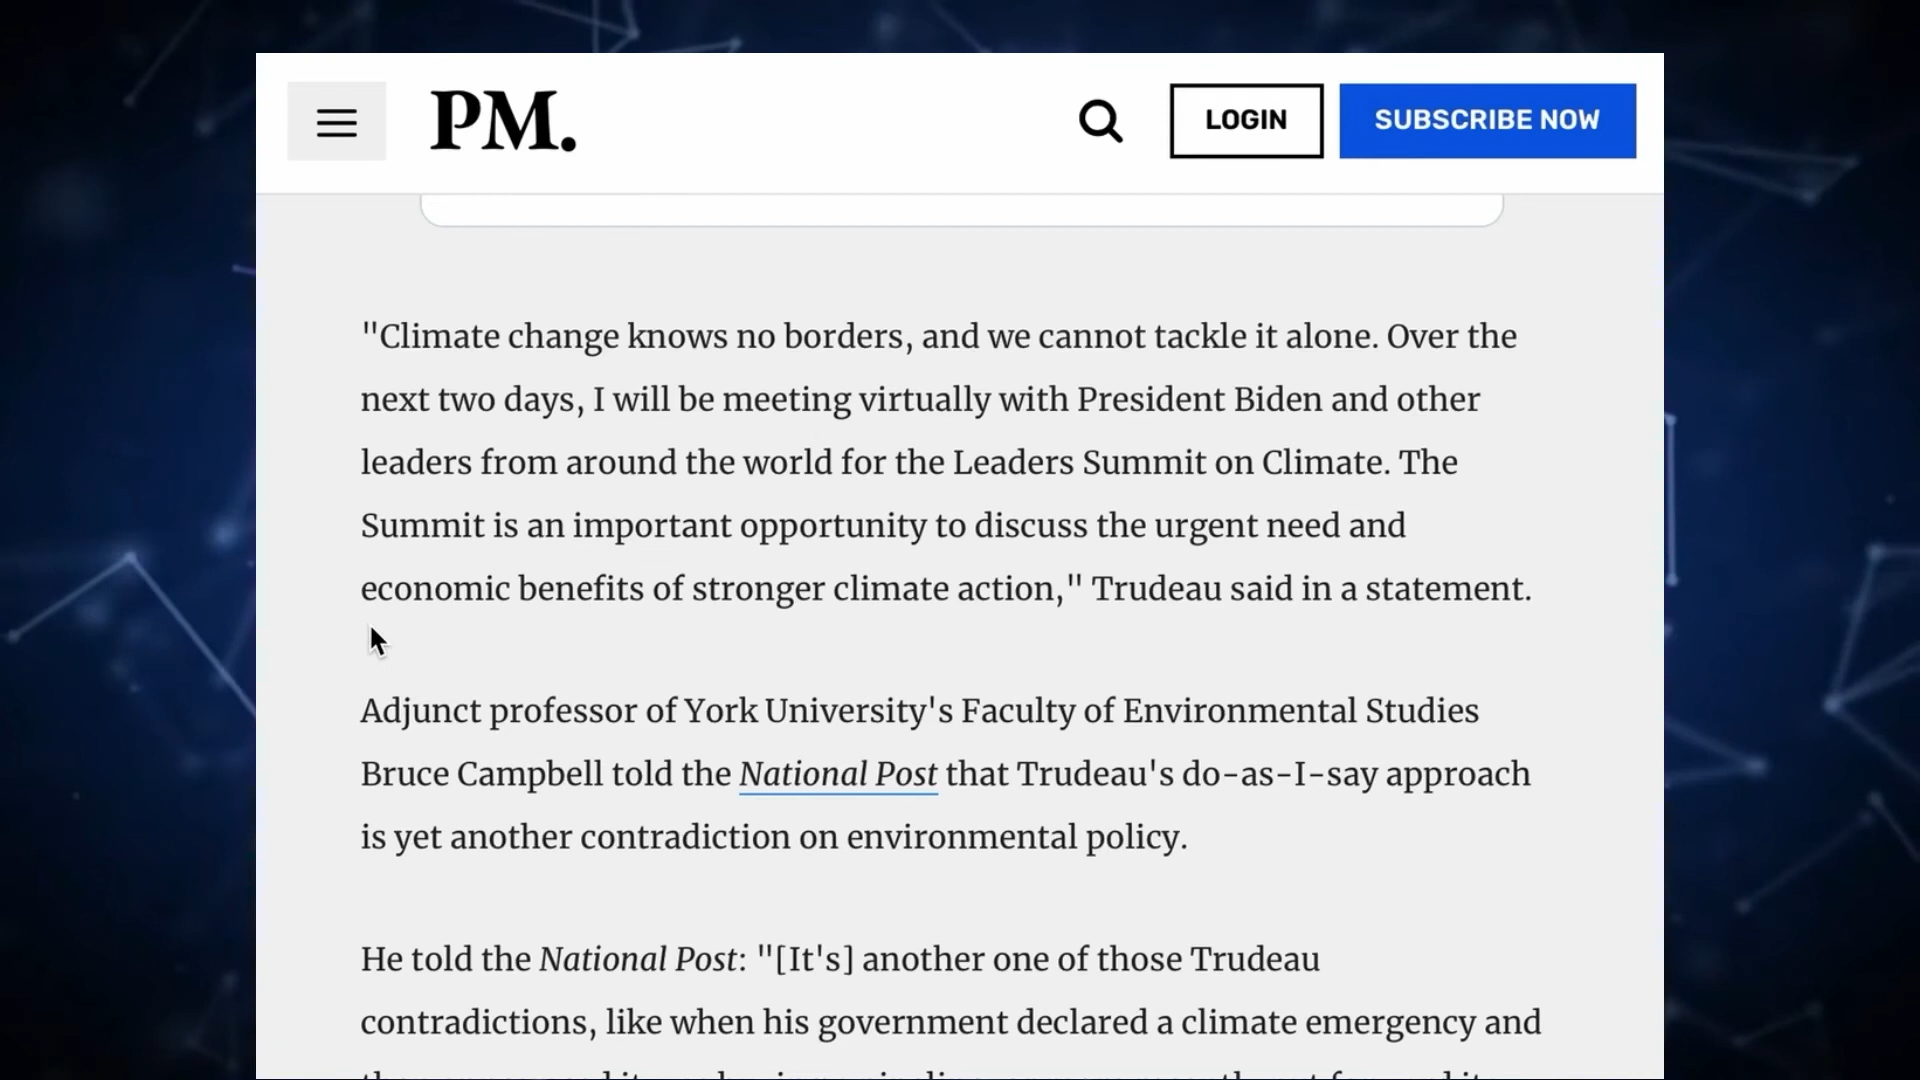 PM.
LOGIN
SUBSCRIBE NOW
"Climate change knows no borders, and we cannot tackle it alone. Over the
next two days, I will be meeting virtually with President Biden and other
leaders from around the world for the Leaders Summit on Climate. The
Summit is an important opportunity to discuss the urgent need and
economic benefits of stronger climate action," Trudeau said in a statement.
Adjunct professor of York University's Faculty of Environmental Studies
Bruce Campbell told the National Post that Trudeau's do-as-I-say approach
is yet another contradiction on environmental policy.
He told the National Post: "[It's] another one of those Trudeau
contradictions, like when his government declared a climate emergency and